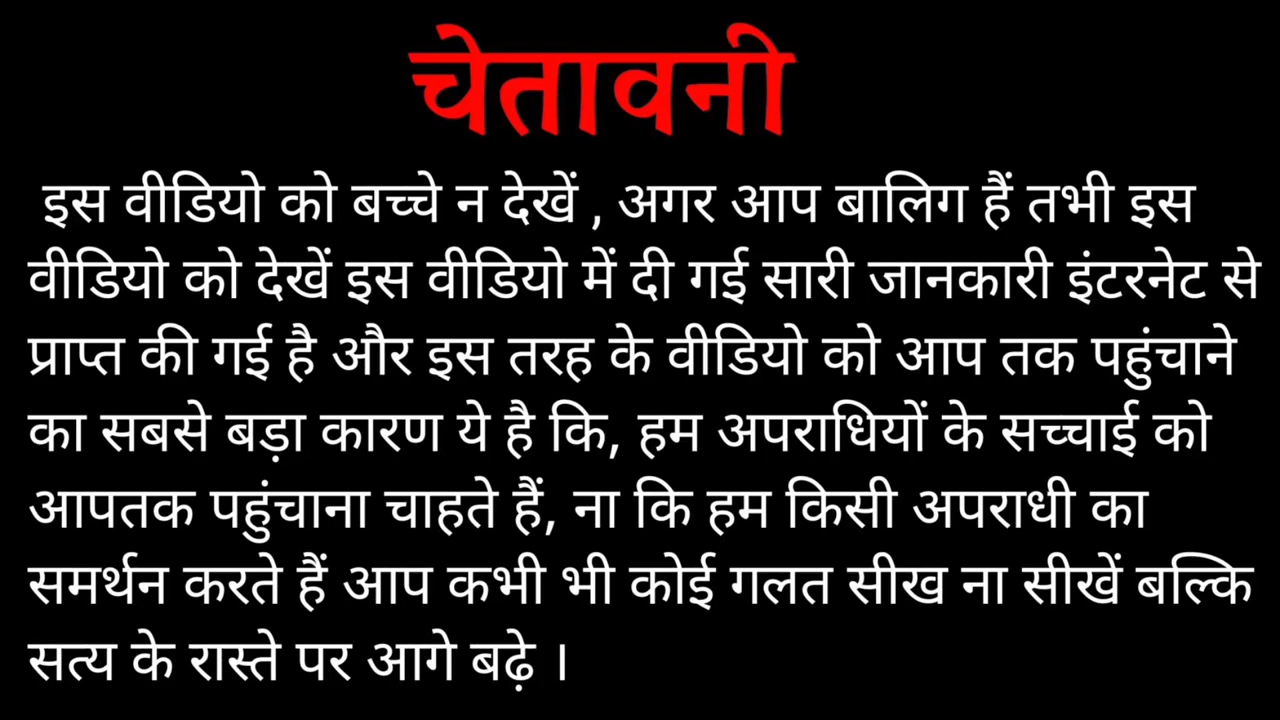 चेतावनी
इस वीडियो को बच्चे न देखें , अगर आप बालिग हैं तभी इस
वीडियो को देखें इस वीडियो में दी गई सारी जानकारी इंटरनेट से
प्राप्त की गई है और इस तरह के वीडियो को आप तक पहुंचाने
का सबसे बड़ा कारण ये है कि, हम अपराधियों के सच्चाई को
आपतक पहुंचाना चाहते हैं, ना कि हम किसी अपराधी का
समर्थन करते हैं आप कभी भी कोई गलत सीख ना सीखें बल्कि
सत्य के रास्ते पर आगे बढ़े ।